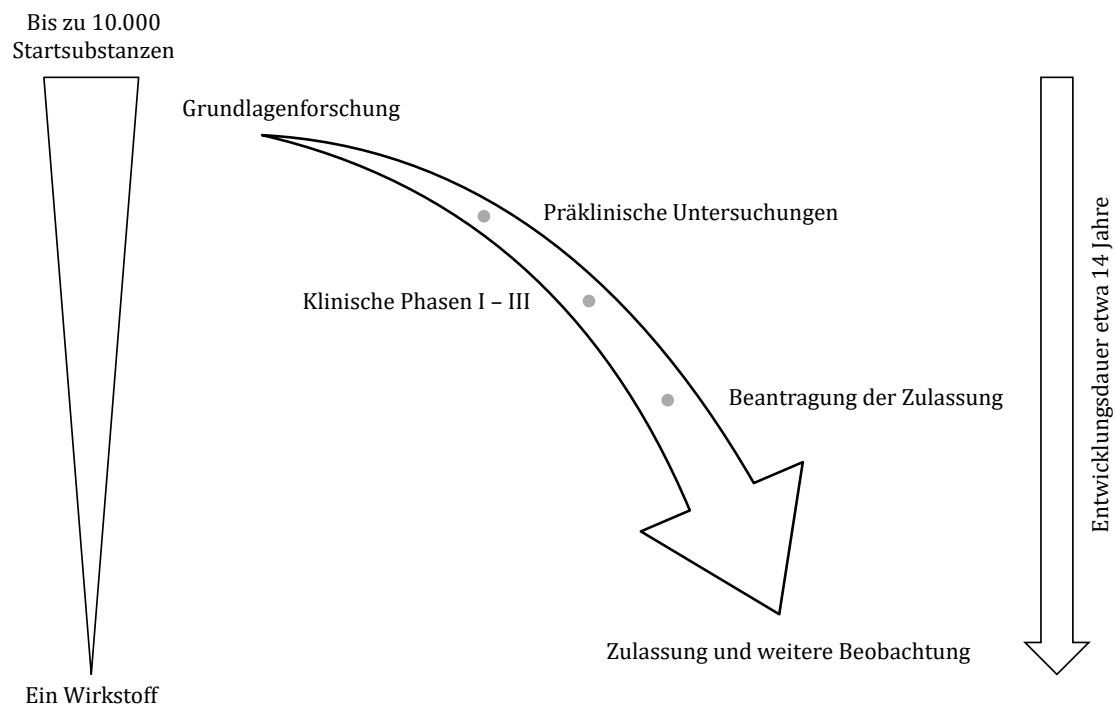 Bis zu 10.000
Startsubstanzen
Grundlagenforschung
Präklinische Untersuchungen
Klinische Phasen I – III
Beantragung der Zulassung
Zulassung und weitere Beobachtung
Ein Wirkstoff
Entwicklungsdauer etwa 14 Jahre